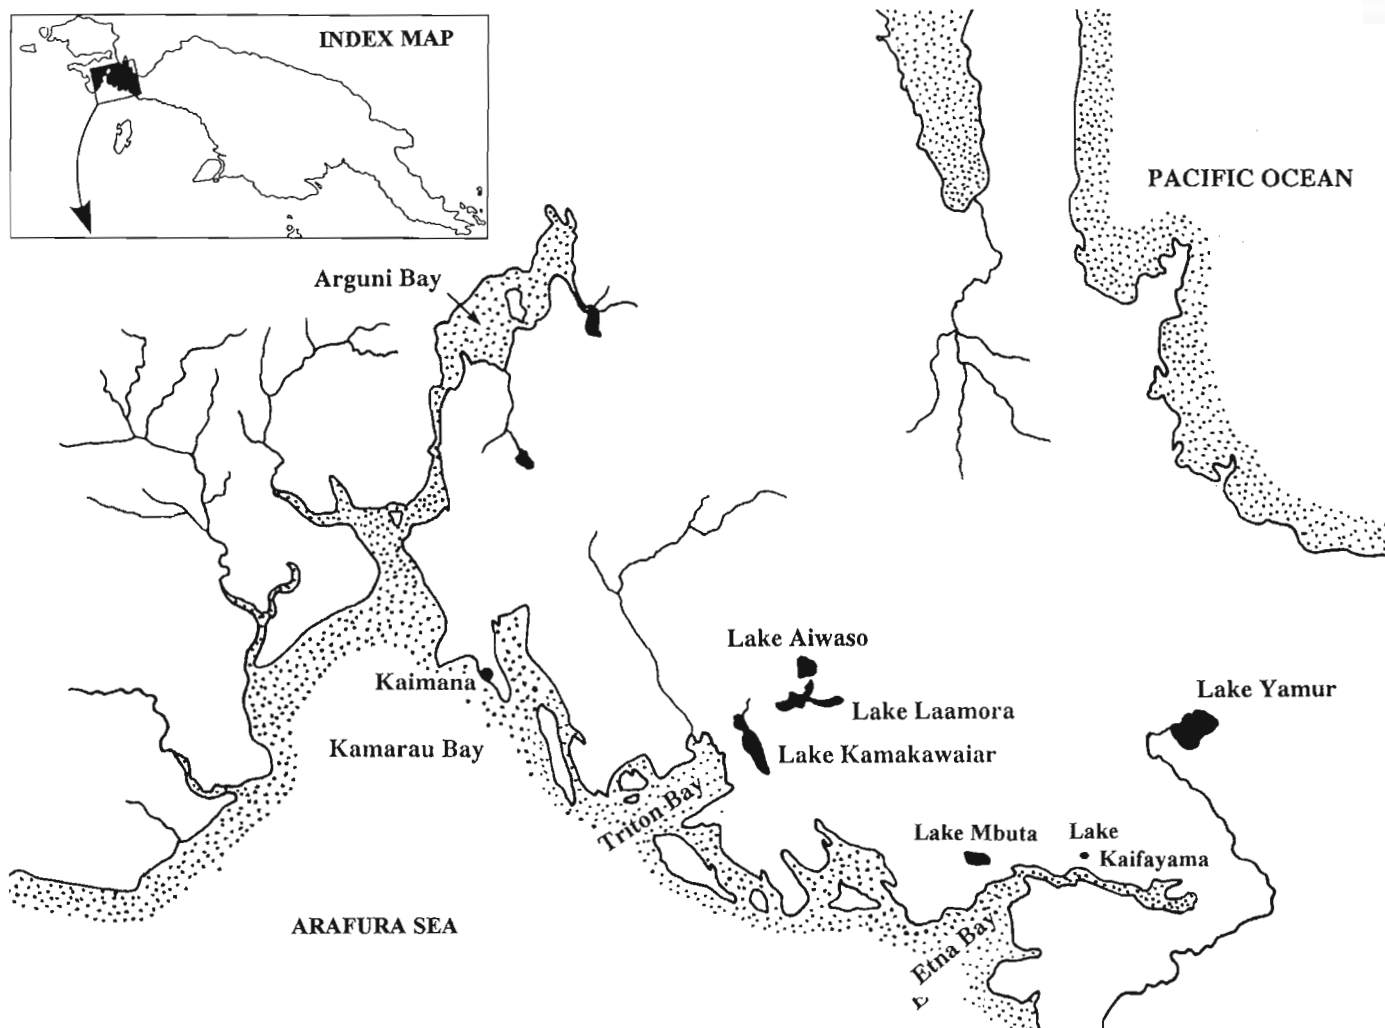 INDEX MAP
PACIFIC OCEAN
Arguni Bay
Lake Aiwaso
Kaimana
Lake Yamur
Lake Laamora
Kamarau Bay
Lake Kamakawaiar
Triton Bay
Lake Mbuta
Lake
Kaifayama
ARAFURA SEA
Etna Bay